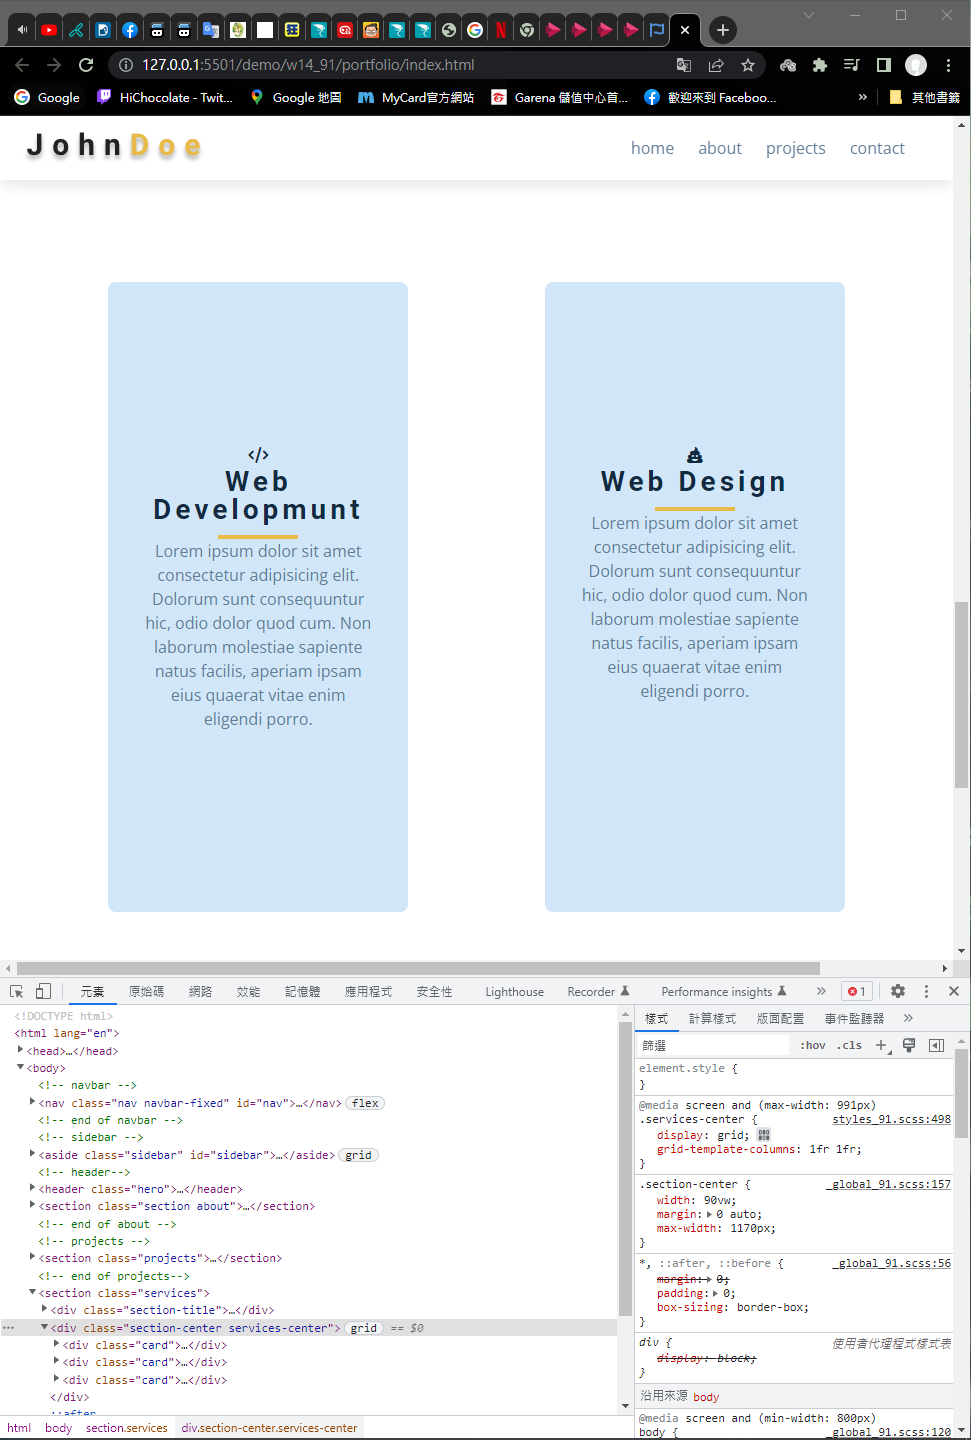 127.0.0.1:5501/demo/w14_91/portfolio/index.html
Google
HiChocolate - Twit...
Google 地圖
MyCard官方網站
Garena 儲值中心首...
歡迎來到 Faceboo...
»
其他書籤
JohnDoe
home about projects contact
</>
Web
Developmunt
Lorem ipsum dolor sit amet
consectetur adipisicing elit.
Dolorum sunt consequuntur
hic, odio dolor quod cum. Non
laborum molestiae sapiente
natus facilis, aperiam ipsam
eius quaerat vitae enim
eligendi porro.
Web Design
Lorem ipsum dolor sit amet
consectetur adipisicing elit.
Dolorum sunt consequuntur
hic, odio dolor quod cum. Non
laborum molestiae sapiente
natus facilis, aperiam ipsam
eius quaerat vitae enim
eligendi porro.
元素 原始碼 網路 效能 記憶體 應用程式 安全性 Lighthouse Recorder Performance insights » 1
<!DOCTYPE html>
<html lang="en">
<head>…</head>
<body>
<!-- navbar -->
<nav class="nav navbar-fixed" id="nav">…</nav> flex
<!-- end of navbar -->
<!-- sidebar -->
<aside class="sidebar" id="sidebar">…</aside> grid
<!-- header-->
<header class="hero">…</header>
<section class="section about">…</section>
<!-- end of about -->
<!-- projects -->
<section class="projects">…</section>
<!-- end of projects-->
<section class="services">
<div class="section-title">…</div>
<div class="section-center services-center"> grid == $0
<div class="card">…</div>
<div class="card">…</div>
<div class="card">…</div>
</div>
::after
html body section.services div.section-center.services-center
樣式 計算樣式 版面配置 事件監聽器 »
篩選 :hov .cls +
element.style {
}
@media screen and (max-width: 991px)
.services-center { styles_91.scss:498
display: grid;
grid-template-columns: 1fr 1fr;
}
.section-center { _global_91.scss:157
width: 90vw;
margin: 0 auto;
max-width: 1170px;
}
*, ::after, ::before { _global_91.scss:56
margin: 0;
padding: 0;
box-sizing: border-box;
}
div { 使用者代理程式樣式表
display: block;
}
沿用來源 body
@media screen and (min-width: 800px)
body { _global_91.scss:120